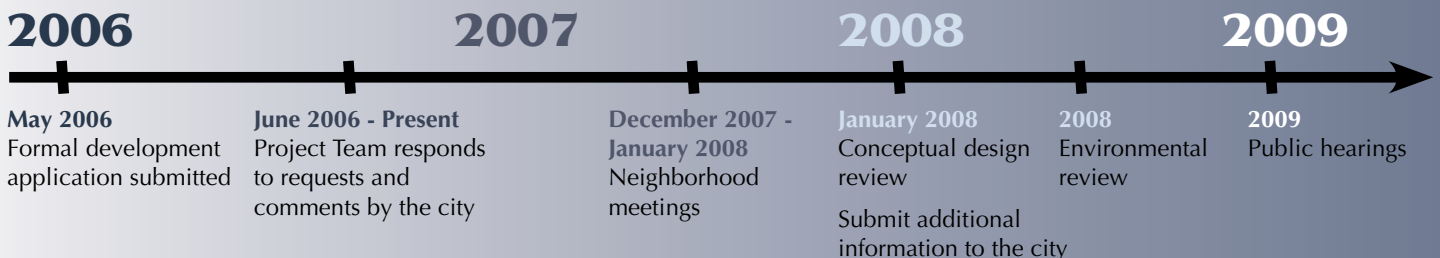 2006
2007
2008
2009
May 2006
Formal development
application submitted
June 2006 - Present
Project Team responds
to requests and
comments by the city
December 2007 -
January 2008
Neighborhood
meetings
January 2008
Conceptual design
review
Submit additional
information to the city
2008
Environmental
review
2009
Public hearings